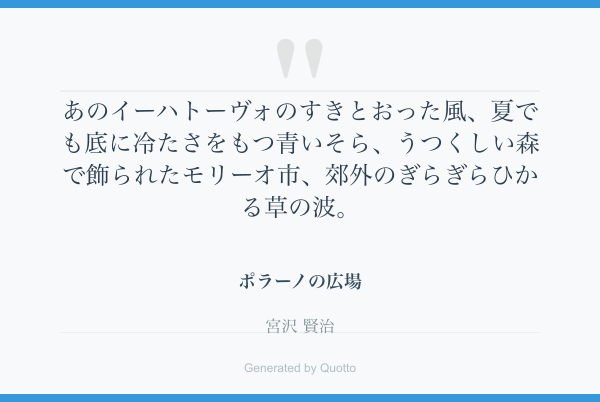 "
あのイーハトーヴォのすきとおった風、夏で
も底に冷たさをもつ青いそら、うつくしい森
で飾られたモリーオ市、郊外のぎらぎらひか
る草の波。
ポラーノの広場
宮沢 賢治
Generated by Quotto